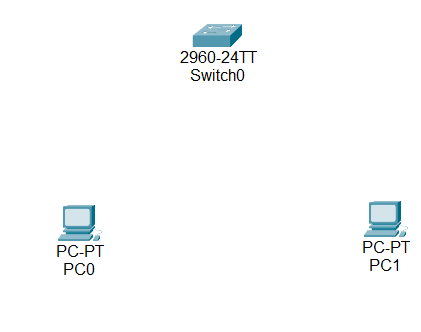 2960-24TT
Switch0
PC-PT
PC0
PC-PT
PC1